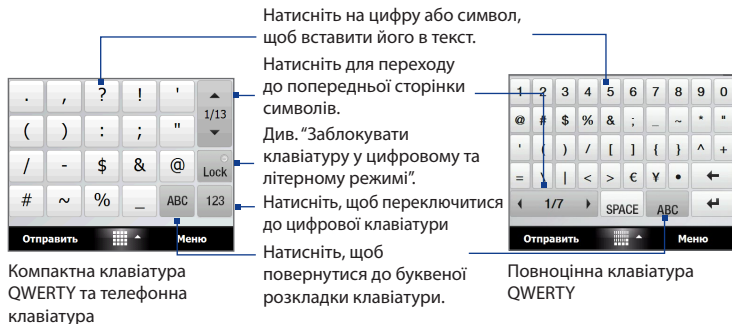 Натисніть на цифру або символ,
щоб вставити його в текст.
Натисніть для переходу
до попередньої сторінки
символів.
Див. “Заблокувати
клавіатуру у цифровому та
літерному режимі”.
Натисніть, щоб переключитися
до цифрової клавіатури
Натисніть, щоб
повернутися до буквеної
розкладки клавіатури.
. , ? ! '
1/13
( ) : ; "
/ - $ & @ Lock
# ~ % _ ABC 123
Отправить Меню
Компактна клавіатура
QWERTY та телефонна
клавіатура
1 2 3 4 5 6 7 8 9 0
@ # $ % & ; _ ~ * "
' ( ) / [ ] { } ^ +
= \ | < > € ¥ •
1/7 SPACE ABC
Отправить Меню
Повноцінна клавіатура
QWERTY